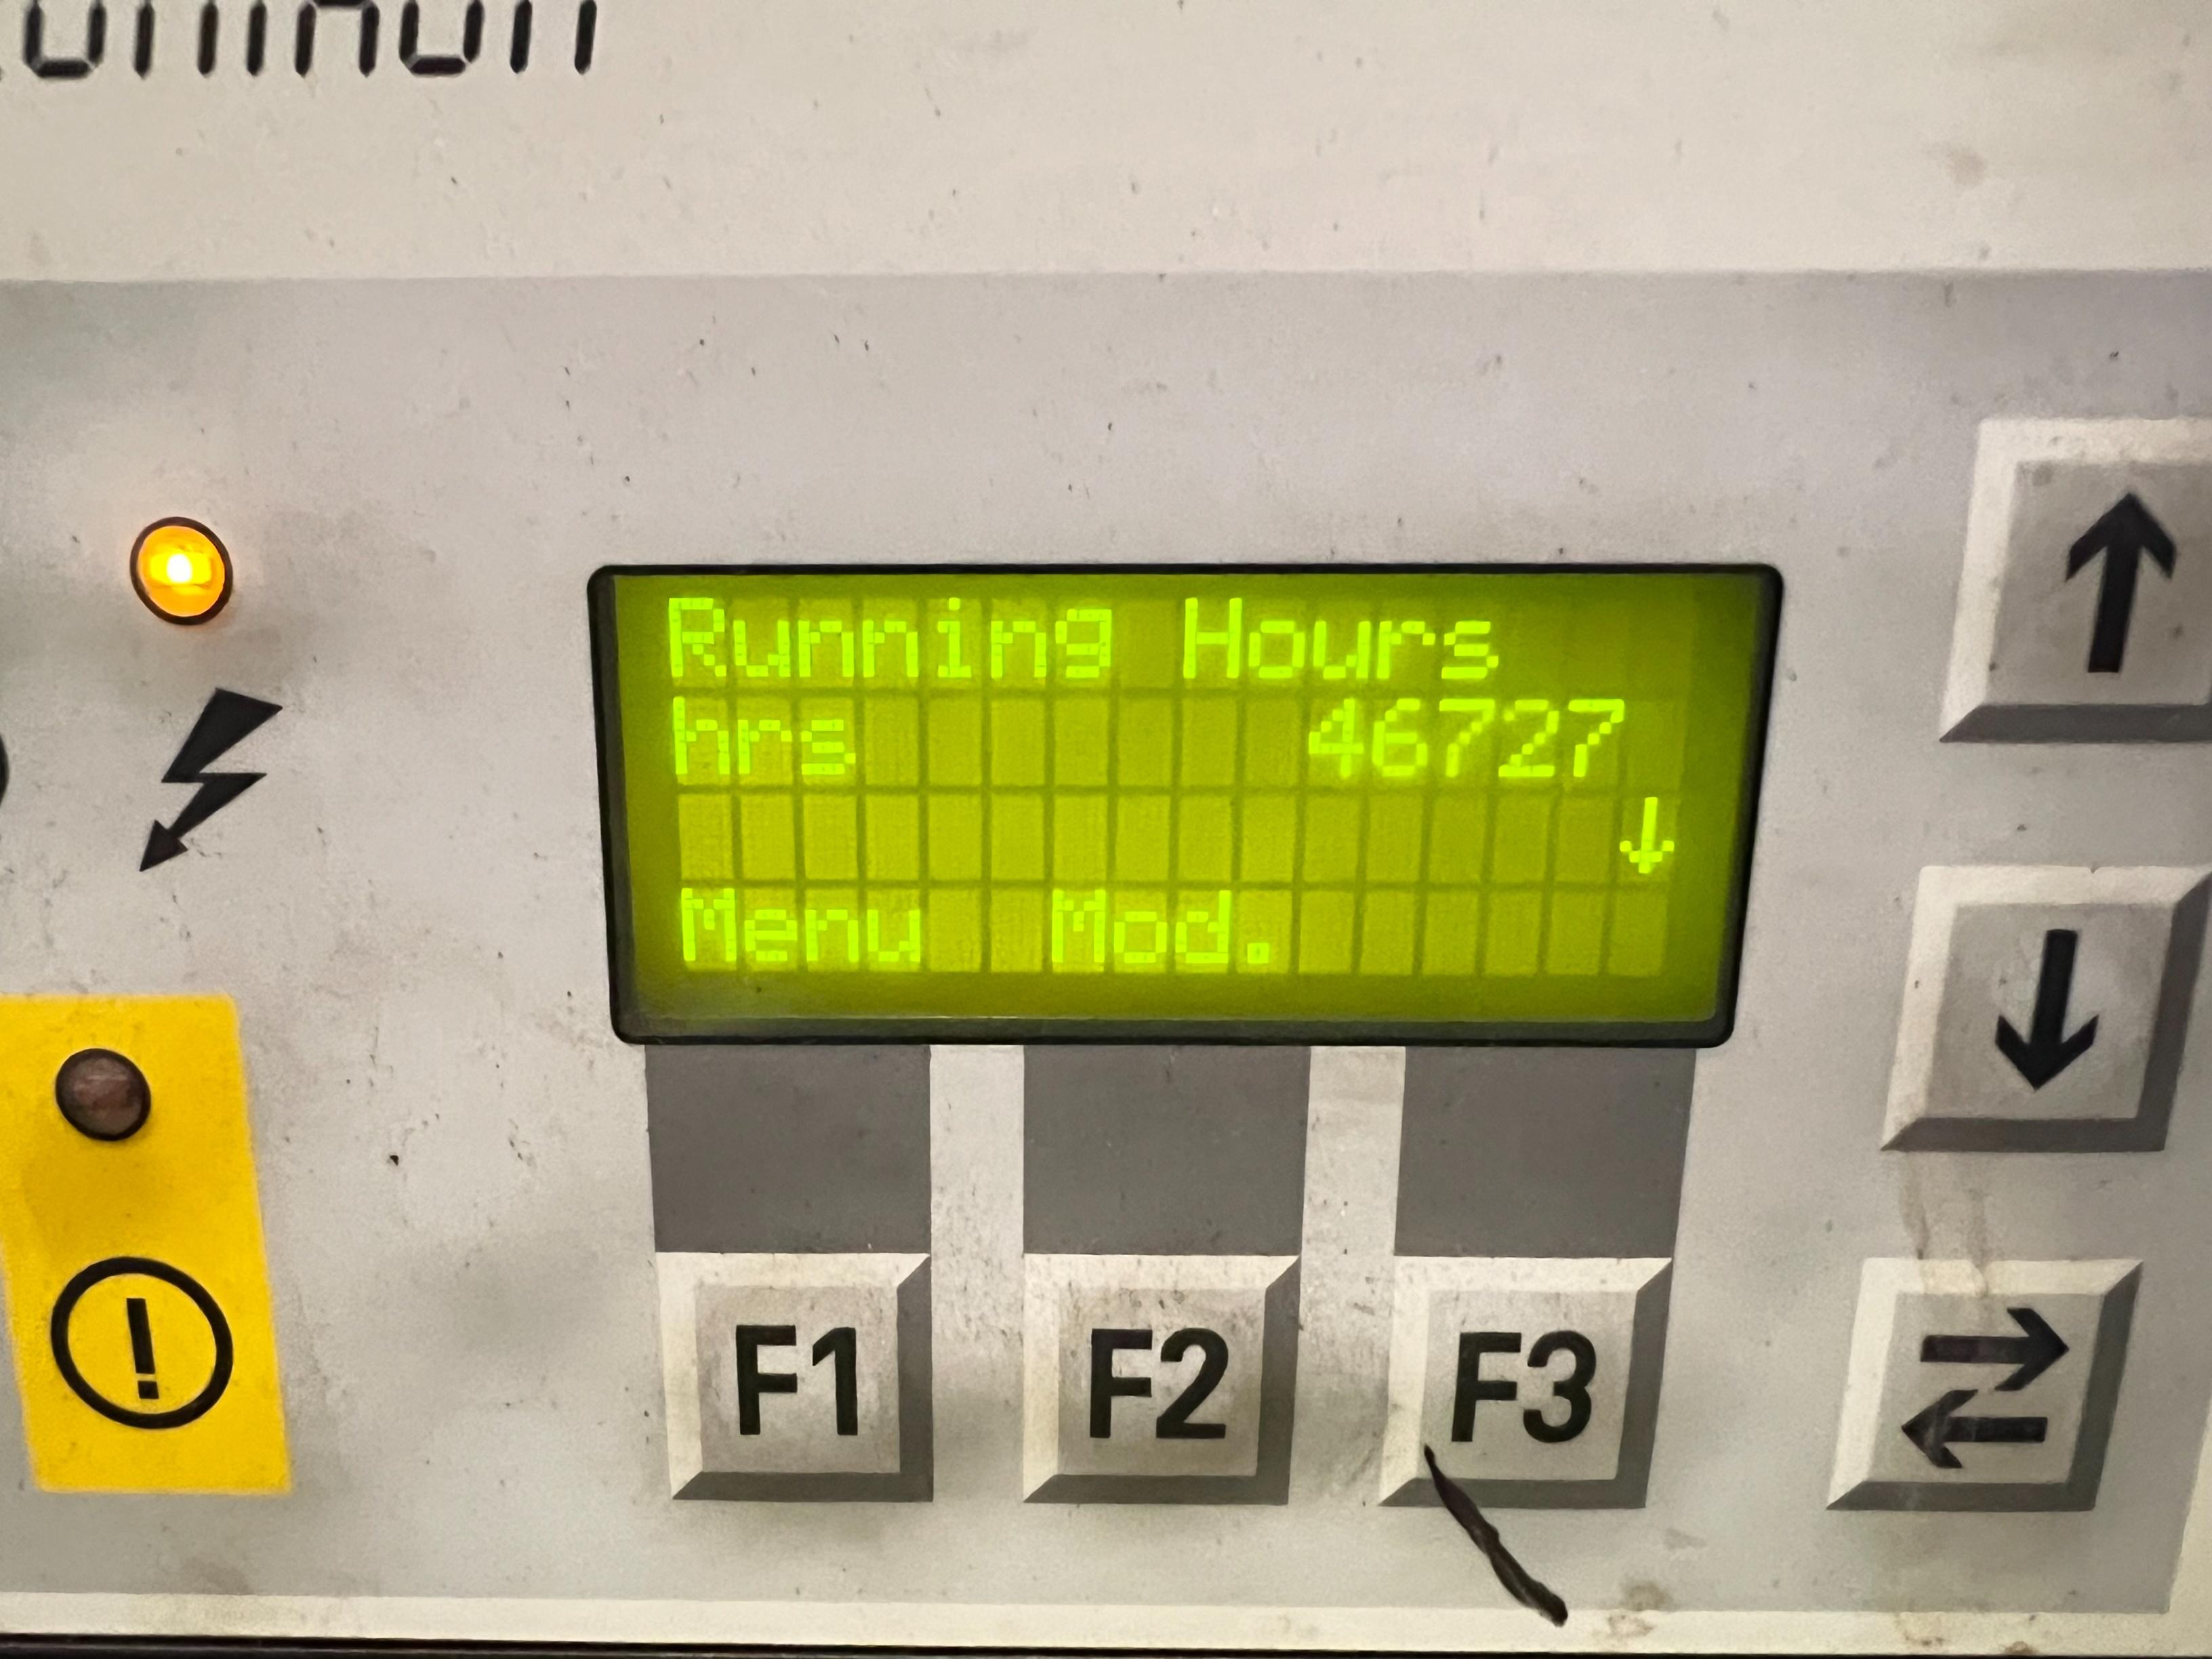 Running Hours
hrs 46727
↓
Menu Mod.
F1 F2 F3